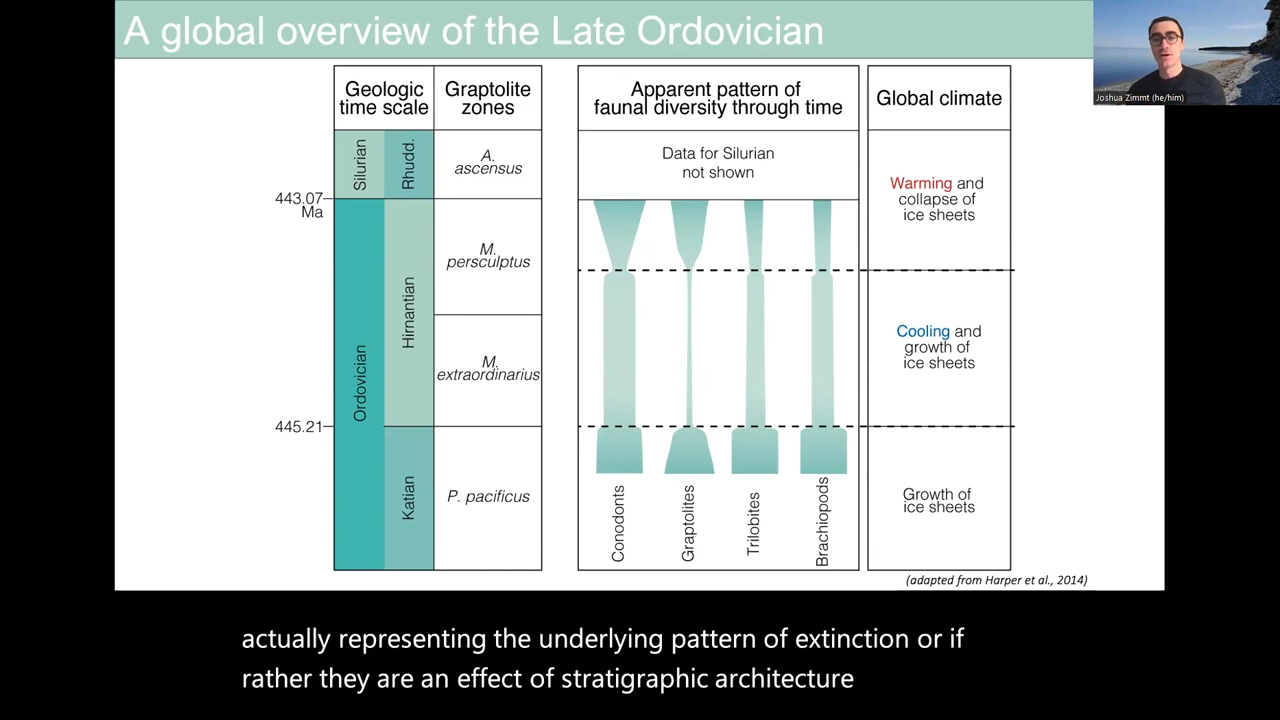 A global overview of the Late Ordovician
Joshua Zimmt (he/him)
Geologic
time scale
Graptolite
zones
Apparent pattern of
faunal diversity through time
Global climate
Silurian
Rhudd.
A.
ascensus
Data for Silurian
not shown
Warming and
collapse of
ice sheets
443.07
Ma
Ordovician
Hirnantian
M.
persculptus
M.
extraordinarius
Cooling and
growth of
ice sheets
445.21
Katian
P. pacificus
Conodonts
Graptolites
Trilobites
Brachiopods
Growth of
ice sheets
(adapted from Harper et al., 2014)
actually representing the underlying pattern of extinction or if
rather they are an effect of stratigraphic architecture